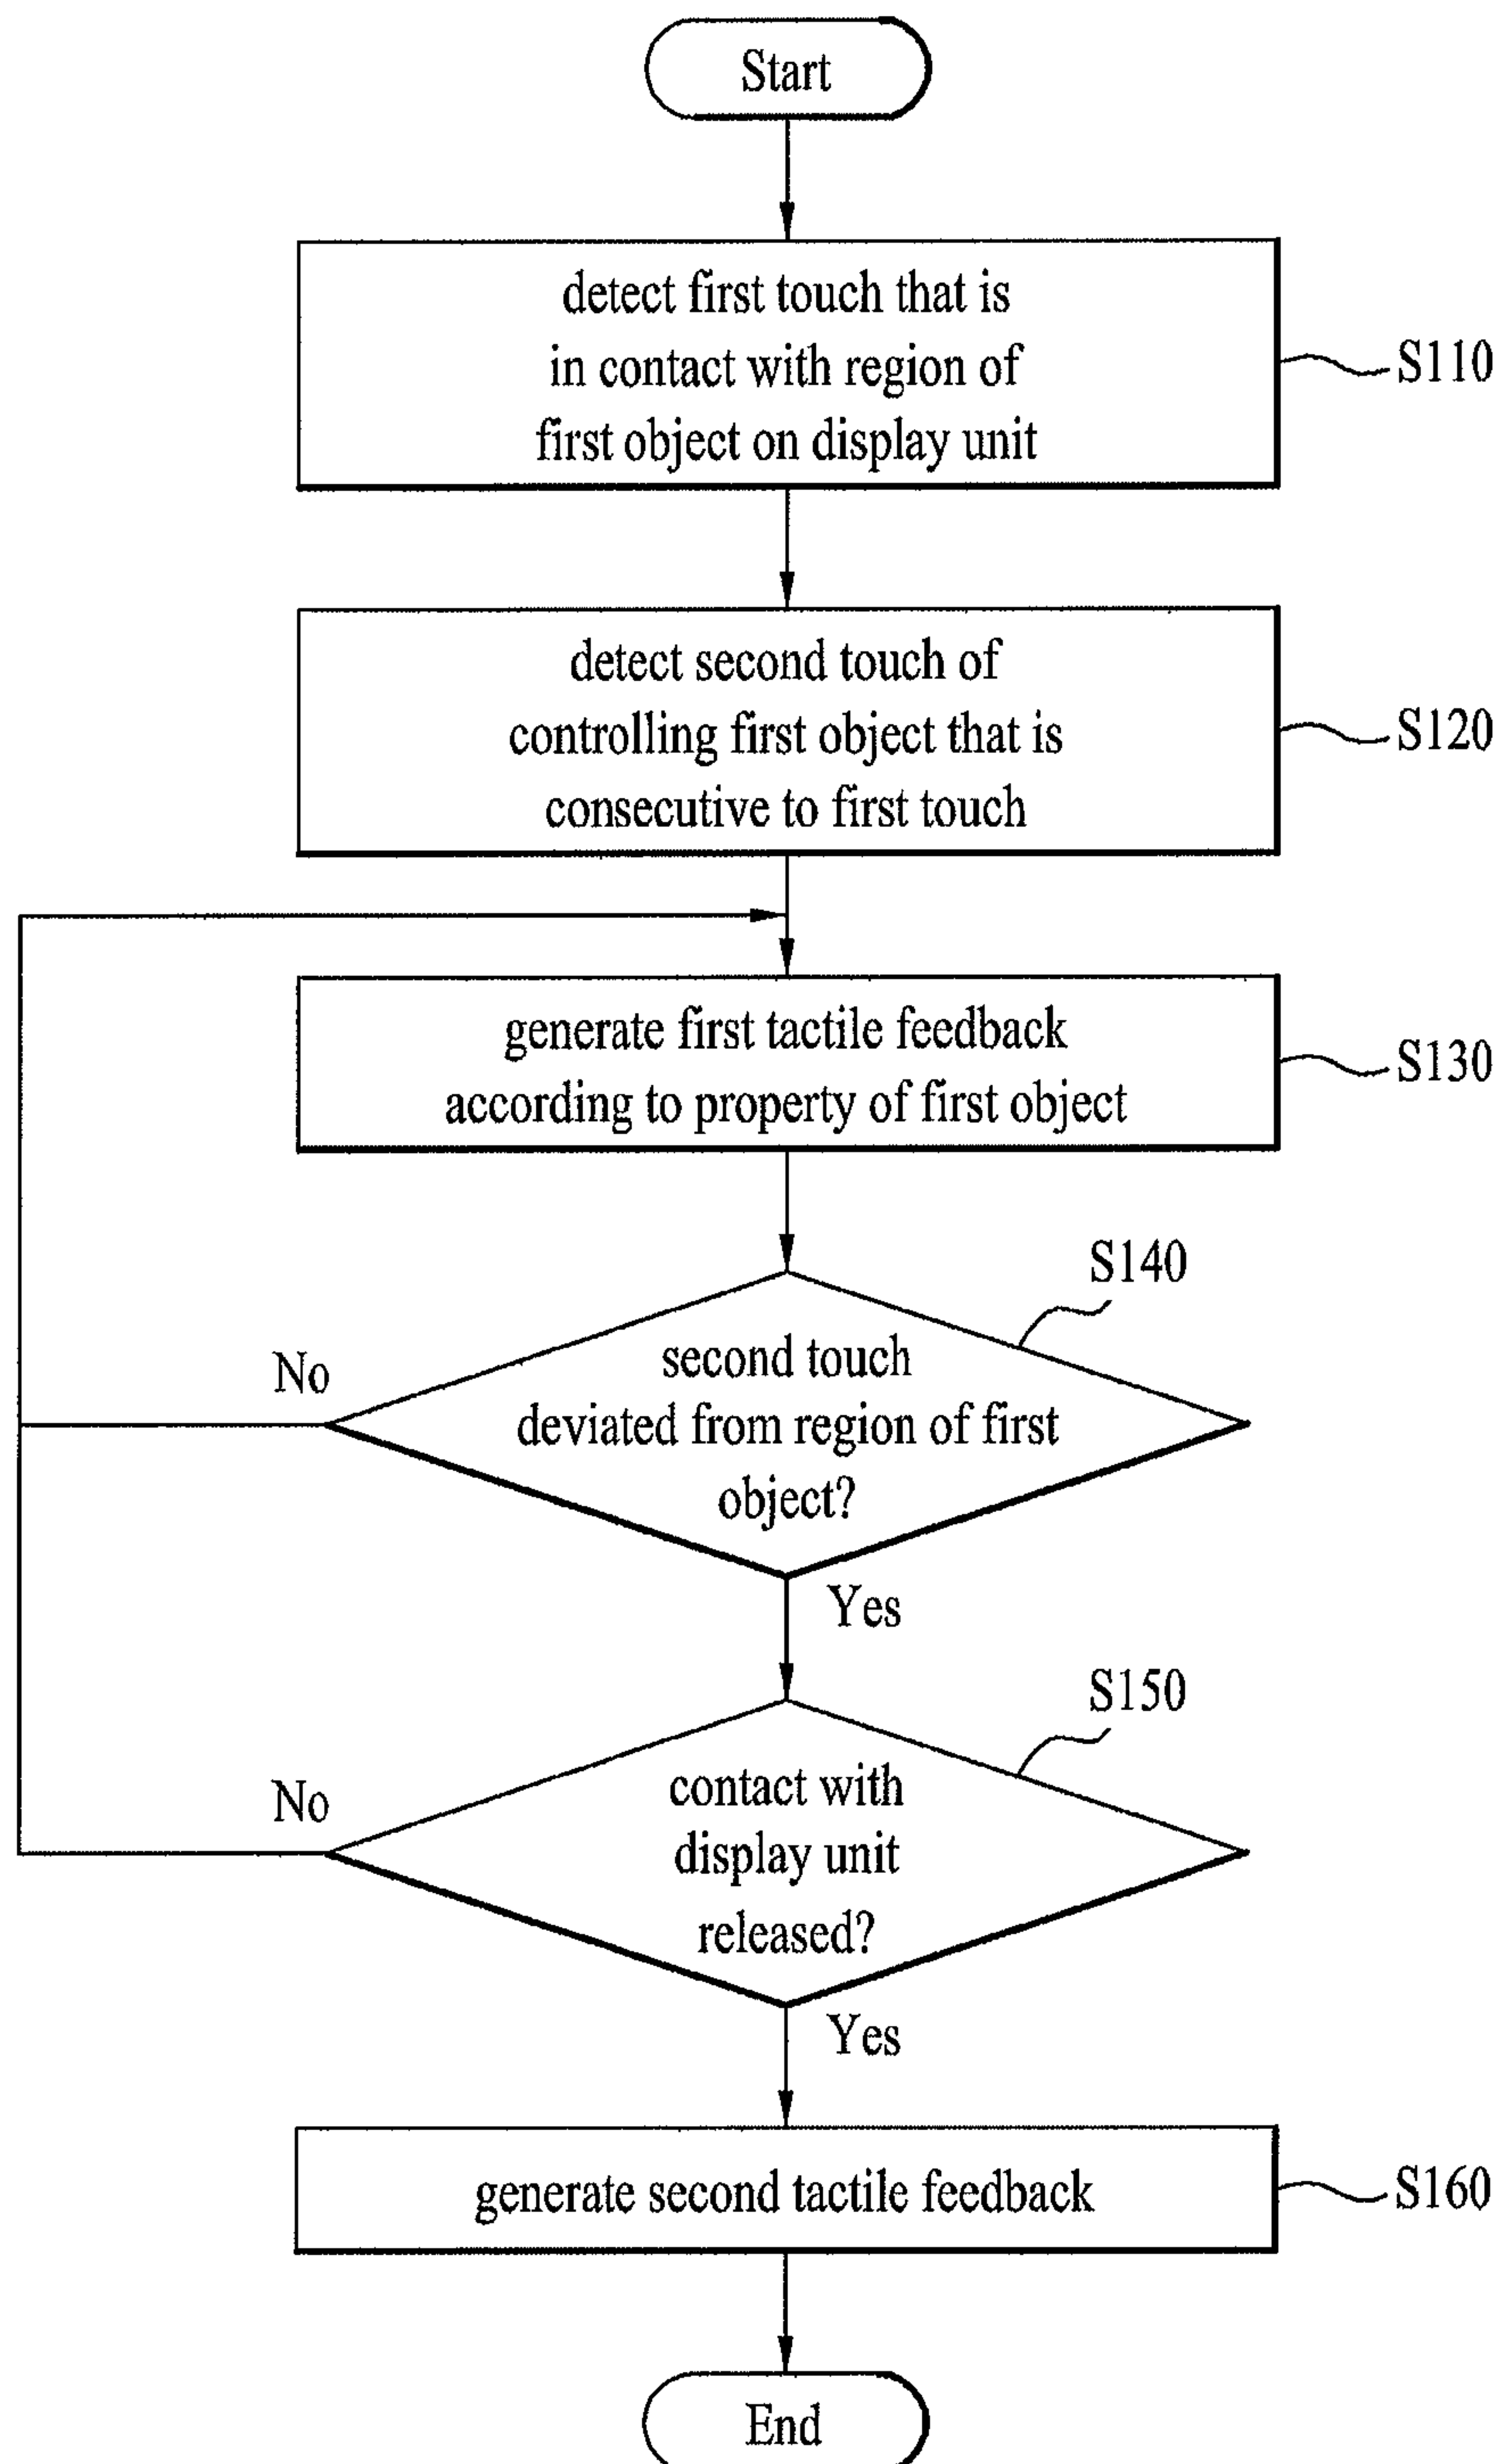 Start
detect first touch that is
in contact with region of
first object on display unit
S110
detect second touch of
controlling first object that is
consecutive to first touch
S120
generate first tactile feedback
according to property of first object
S130
S140
second touch
deviated from region of first
object?
No
Yes
S150
contact with
display unit
released?
No
Yes
generate second tactile feedback
S160
End